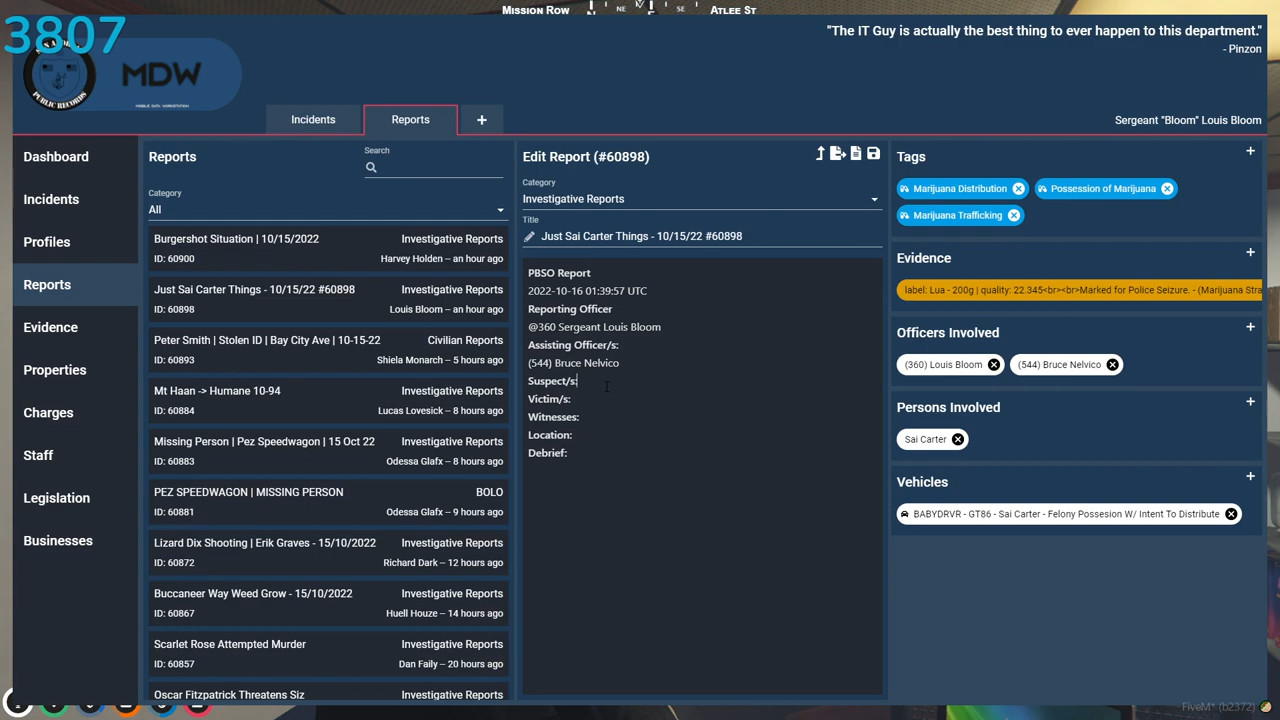 3807
MISSION ROW
NE
SE
ATLEE ST
"The IT Guy is actually the best thing to ever happen to this department."
- Pinzon
PUBLIC RECORDS
MDW
MOBILE DATA WORKSTATION
Incidents
Reports
+
Sergeant "Bloom" Louis Bloom
Dashboard
Incidents
Profiles
Reports
Evidence
Properties
Charges
Staff
Legislation
Businesses
Reports
Search
Category
All
Burgershot Situation | 10/15/2022 Investigative Reports
ID: 60900 Harvey Holden – an hour ago
Just Sai Carter Things - 10/15/22 #60898 Investigative Reports
ID: 60898 Louis Bloom – an hour ago
Peter Smith | Stolen ID | Bay City Ave | 10-15-22 Civilian Reports
ID: 60893 Shiela Monarch – 5 hours ago
Mt Haan -> Humane 10-94 Investigative Reports
ID: 60884 Lucas Lovesick – 8 hours ago
Missing Person | Pez Speedwagon | 15 Oct 22 Investigative Reports
ID: 60883 Odessa Glafx – 8 hours ago
PEZ SPEEDWAGON | MISSING PERSON BOLO
ID: 60881 Odessa Glafx – 9 hours ago
Lizard Dix Shooting | Erik Graves - 15/10/2022 Investigative Reports
ID: 60872 Richard Dark – 12 hours ago
Buccaneer Way Weed Grow - 15/10/2022 Investigative Reports
ID: 60867 Huell Houze – 14 hours ago
Scarlet Rose Attempted Murder Investigative Reports
ID: 60857 Dan Faily – 20 hours ago
Oscar Fitzpatrick Threatens Siz Investigative Reports
Edit Report (#60898)
Category
Investigative Reports
Title
Just Sai Carter Things - 10/15/22 #60898
PBSO Report
2022-10-16 01:39:57 UTC
Reporting Officer
@360 Sergeant Louis Bloom
Assisting Officer/s:
(544) Bruce Nelvico
Suspect/s:
Victim/s:
Witnesses:
Location:
Debrief:
Tags
Marijuana Distribution
Possession of Marijuana
Marijuana Trafficking
Evidence
label: Lua - 200g | quality: 22.345<br><br>Marked for Police Seizure. - (Marijuana Stra
Officers Involved
(360) Louis Bloom
(544) Bruce Nelvico
Persons Involved
Sai Carter
Vehicles
BABYDRVR - GT86 - Sai Carter - Felony Possesion W/ Intent To Distribute
FiveM* (b2372)